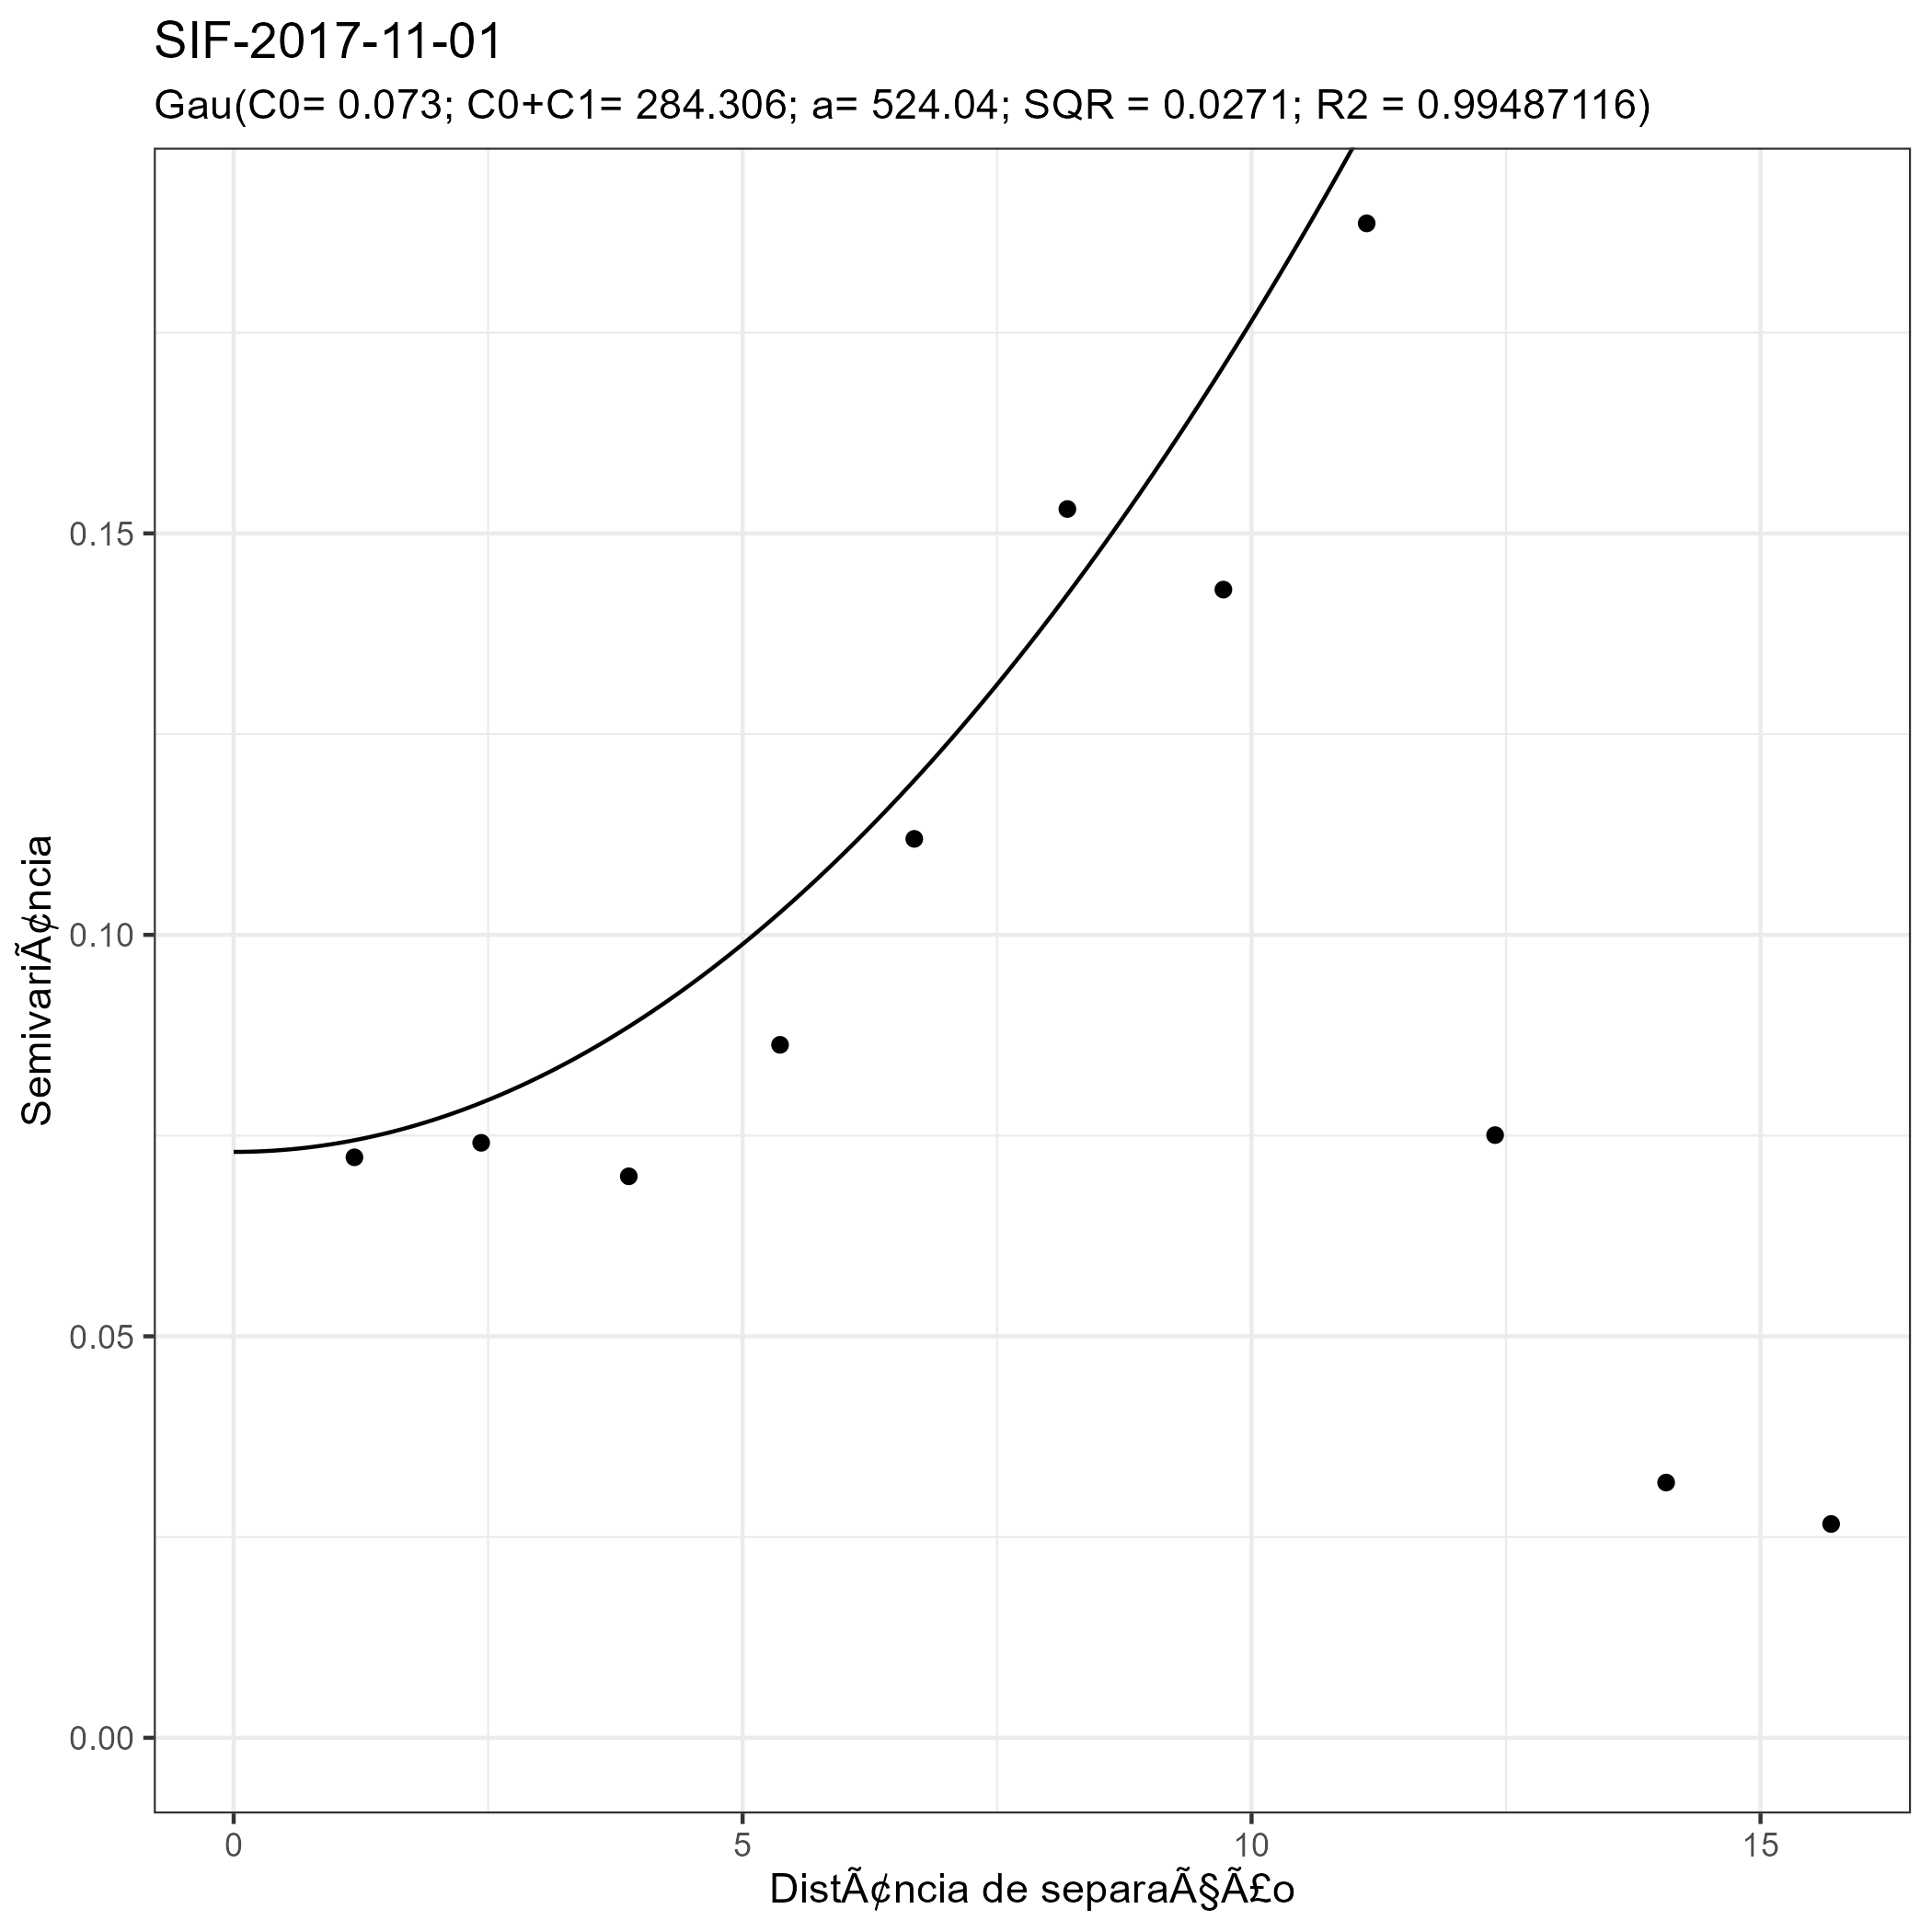 SIF-2017-11-01
Gau(C0= 0.073; C0+C1= 284.306; a= 524.04; SQR = 0.0271; R2 = 0.99487116)
SemivariÃ¢ncia
0.15
0.10
0.05
0.00
0 5 10 15
DistÃ¢ncia de separaÃ§Ã£o